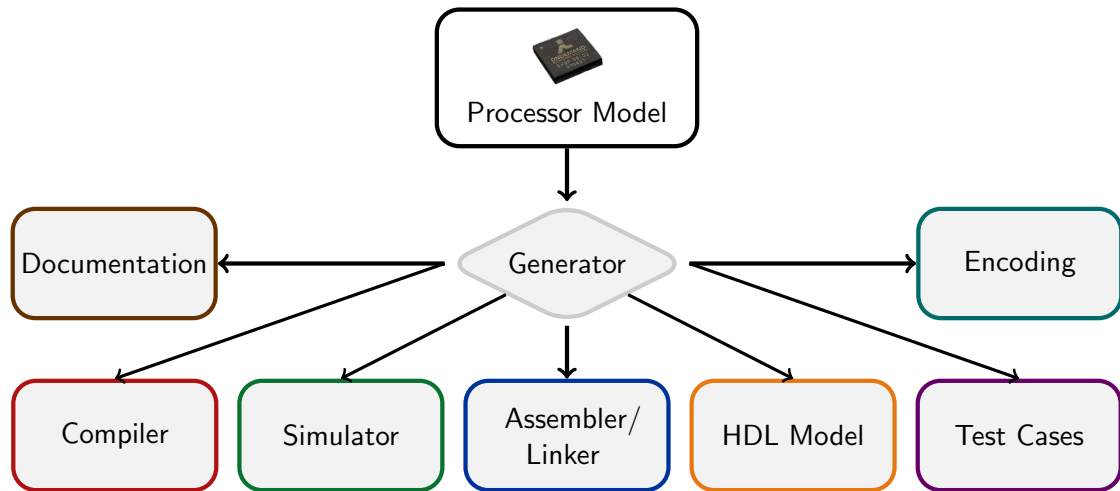 Processor Model
Documentation
Generator
Encoding
Compiler
Simulator
Assembler/
Linker
HDL Model
Test Cases